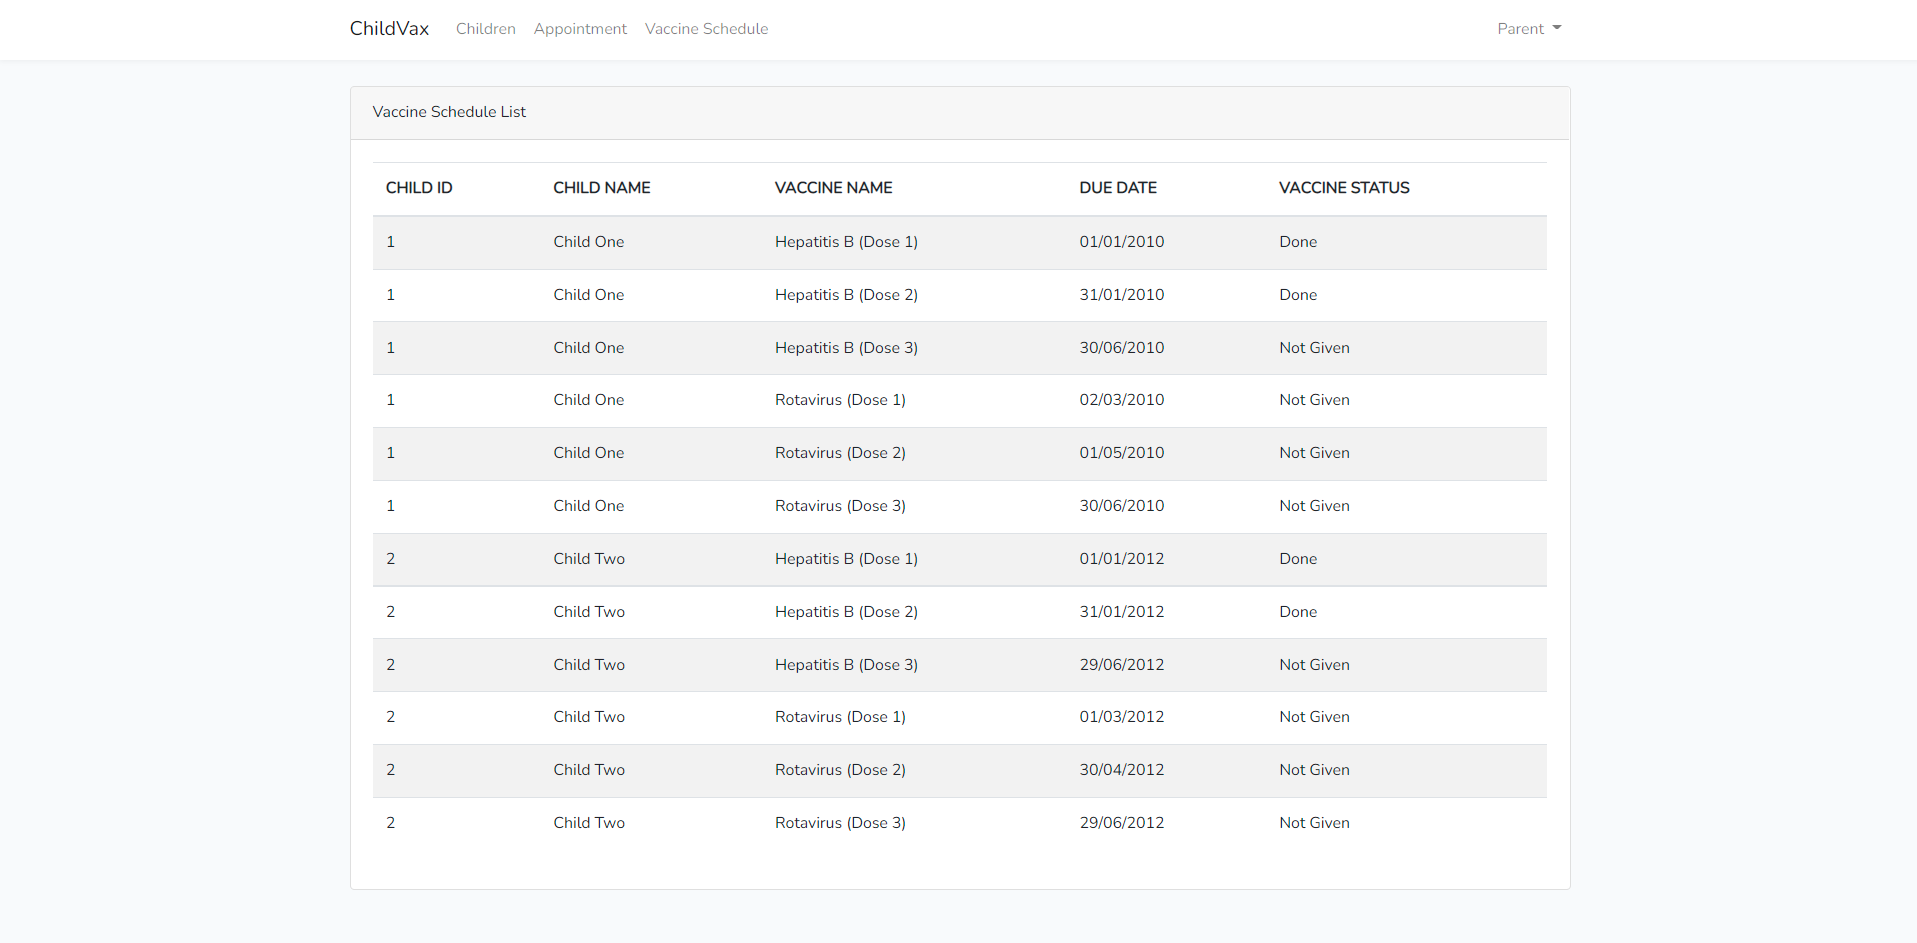 ChildVax Children Appointment Vaccine Schedule Parent
Vaccine Schedule List
CHILD ID CHILD NAME VACCINE NAME DUE DATE VACCINE STATUS
1 Child One Hepatitis B (Dose 1) 01/01/2010 Done
1 Child One Hepatitis B (Dose 2) 31/01/2010 Done
1 Child One Hepatitis B (Dose 3) 30/06/2010 Not Given
1 Child One Rotavirus (Dose 1) 02/03/2010 Not Given
1 Child One Rotavirus (Dose 2) 01/05/2010 Not Given
1 Child One Rotavirus (Dose 3) 30/06/2010 Not Given
2 Child Two Hepatitis B (Dose 1) 01/01/2012 Done
2 Child Two Hepatitis B (Dose 2) 31/01/2012 Done
2 Child Two Hepatitis B (Dose 3) 29/06/2012 Not Given
2 Child Two Rotavirus (Dose 1) 01/03/2012 Not Given
2 Child Two Rotavirus (Dose 2) 30/04/2012 Not Given
2 Child Two Rotavirus (Dose 3) 29/06/2012 Not Given